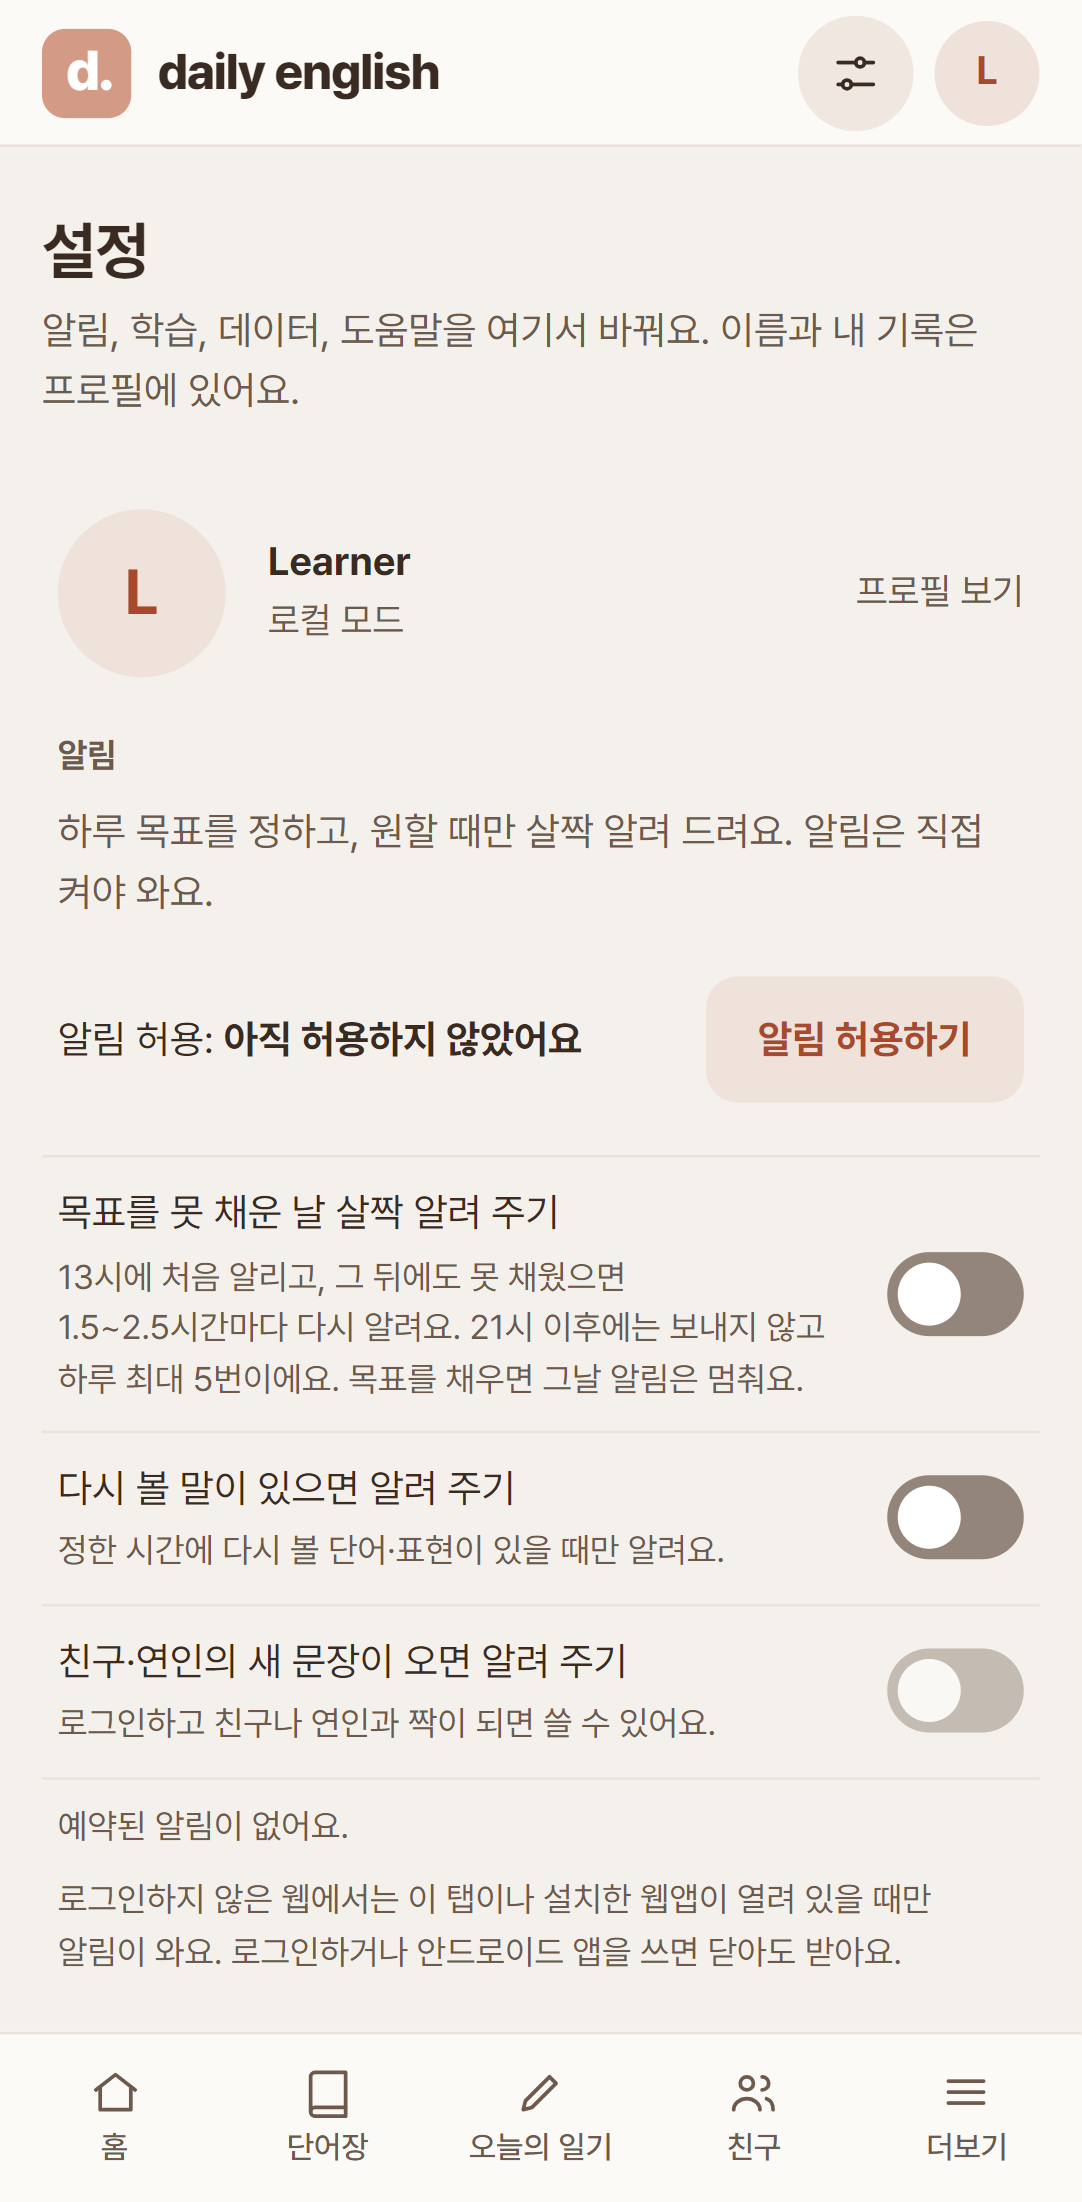 d. daily english
L
설정
알림, 학습, 데이터, 도움말을 여기서 바꿔요. 이름과 내 기록은
프로필에 있어요.
L
Learner
로컬 모드
프로필 보기
알림
하루 목표를 정하고, 원할 때만 살짝 알려 드려요. 알림은 직접
켜야 와요.
알림 허용: 아직 허용하지 않았어요
알림 허용하기
목표를 못 채운 날 살짝 알려 주기
13시에 처음 알리고, 그 뒤에도 못 채웠으면
1.5~2.5시간마다 다시 알려요. 21시 이후에는 보내지 않고
하루 최대 5번이에요. 목표를 채우면 그날 알림은 멈춰요.
다시 볼 말이 있으면 알려 주기
정한 시간에 다시 볼 단어·표현이 있을 때만 알려요.
친구·연인의 새 문장이 오면 알려 주기
로그인하고 친구나 연인과 짝이 되면 쓸 수 있어요.
예약된 알림이 없어요.
로그인하지 않은 웹에서는 이 탭이나 설치한 웹앱이 열려 있을 때만
알림이 와요. 로그인하거나 안드로이드 앱을 쓰면 닫아도 받아요.
홈
단어장
오늘의 일기
친구
더보기